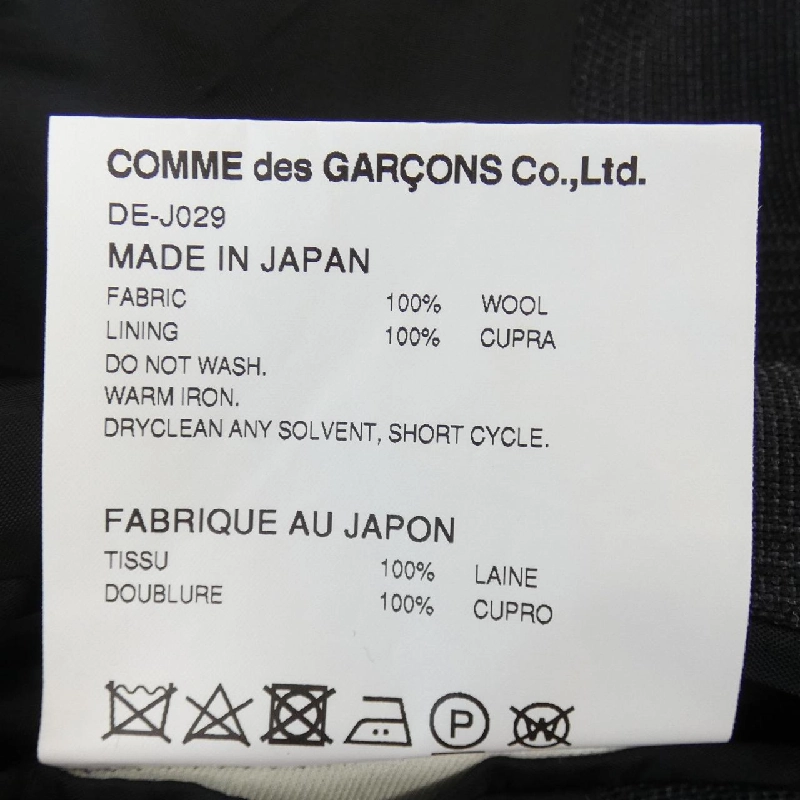 COMME des GARÇONS Co.,Ltd.
DE-J029
MADE IN JAPAN
FABRIC 100% WOOL
LINING 100% CUPRA
DO NOT WASH.
WARM IRON.
DRYCLEAN ANY SOLVENT, SHORT CYCLE.
FABRIQUE AU JAPON
TISSU 100% LAINE
DOUBLURE 100% CUPRO
P W